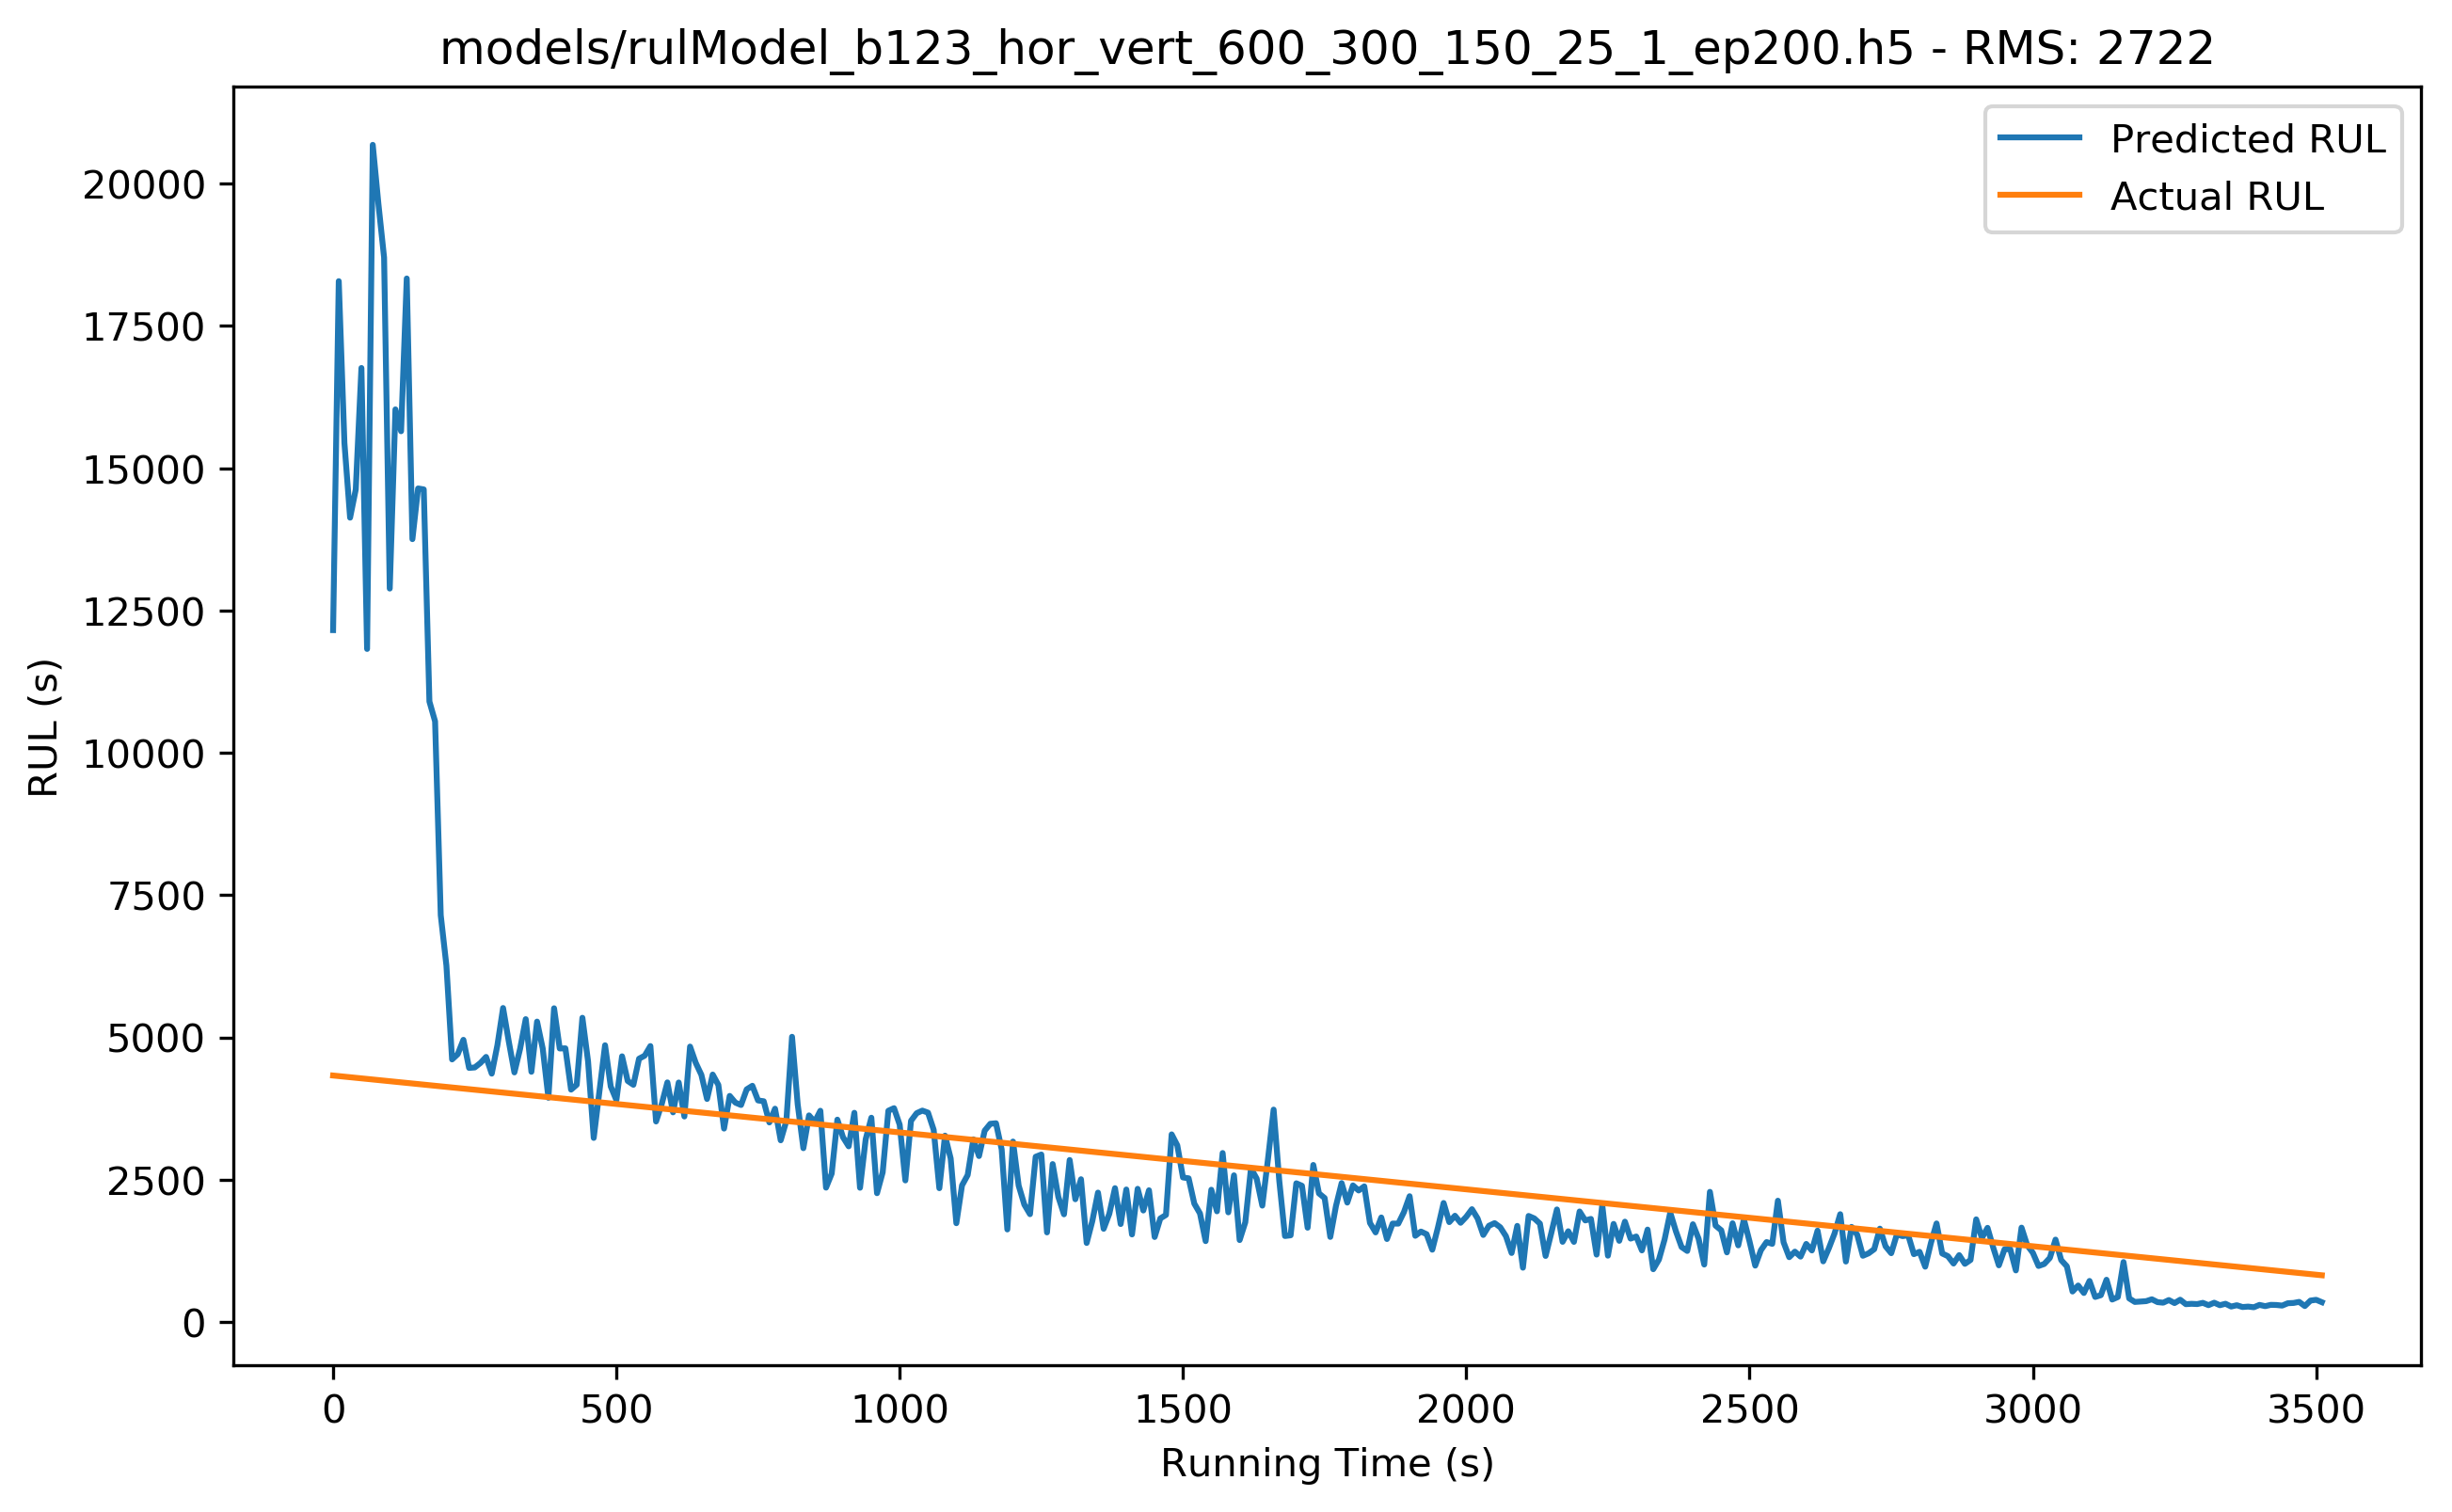 models/rulModel_b123_hor_vert_600_300_150_25_1_ep200.h5 - RMS: 2722
Predicted RUL
Actual RUL
20000
17500
15000
12500
10000
7500
5000
2500
0
RUL (s)
0 500 1000 1500 2000 2500 3000 3500
Running Time (s)